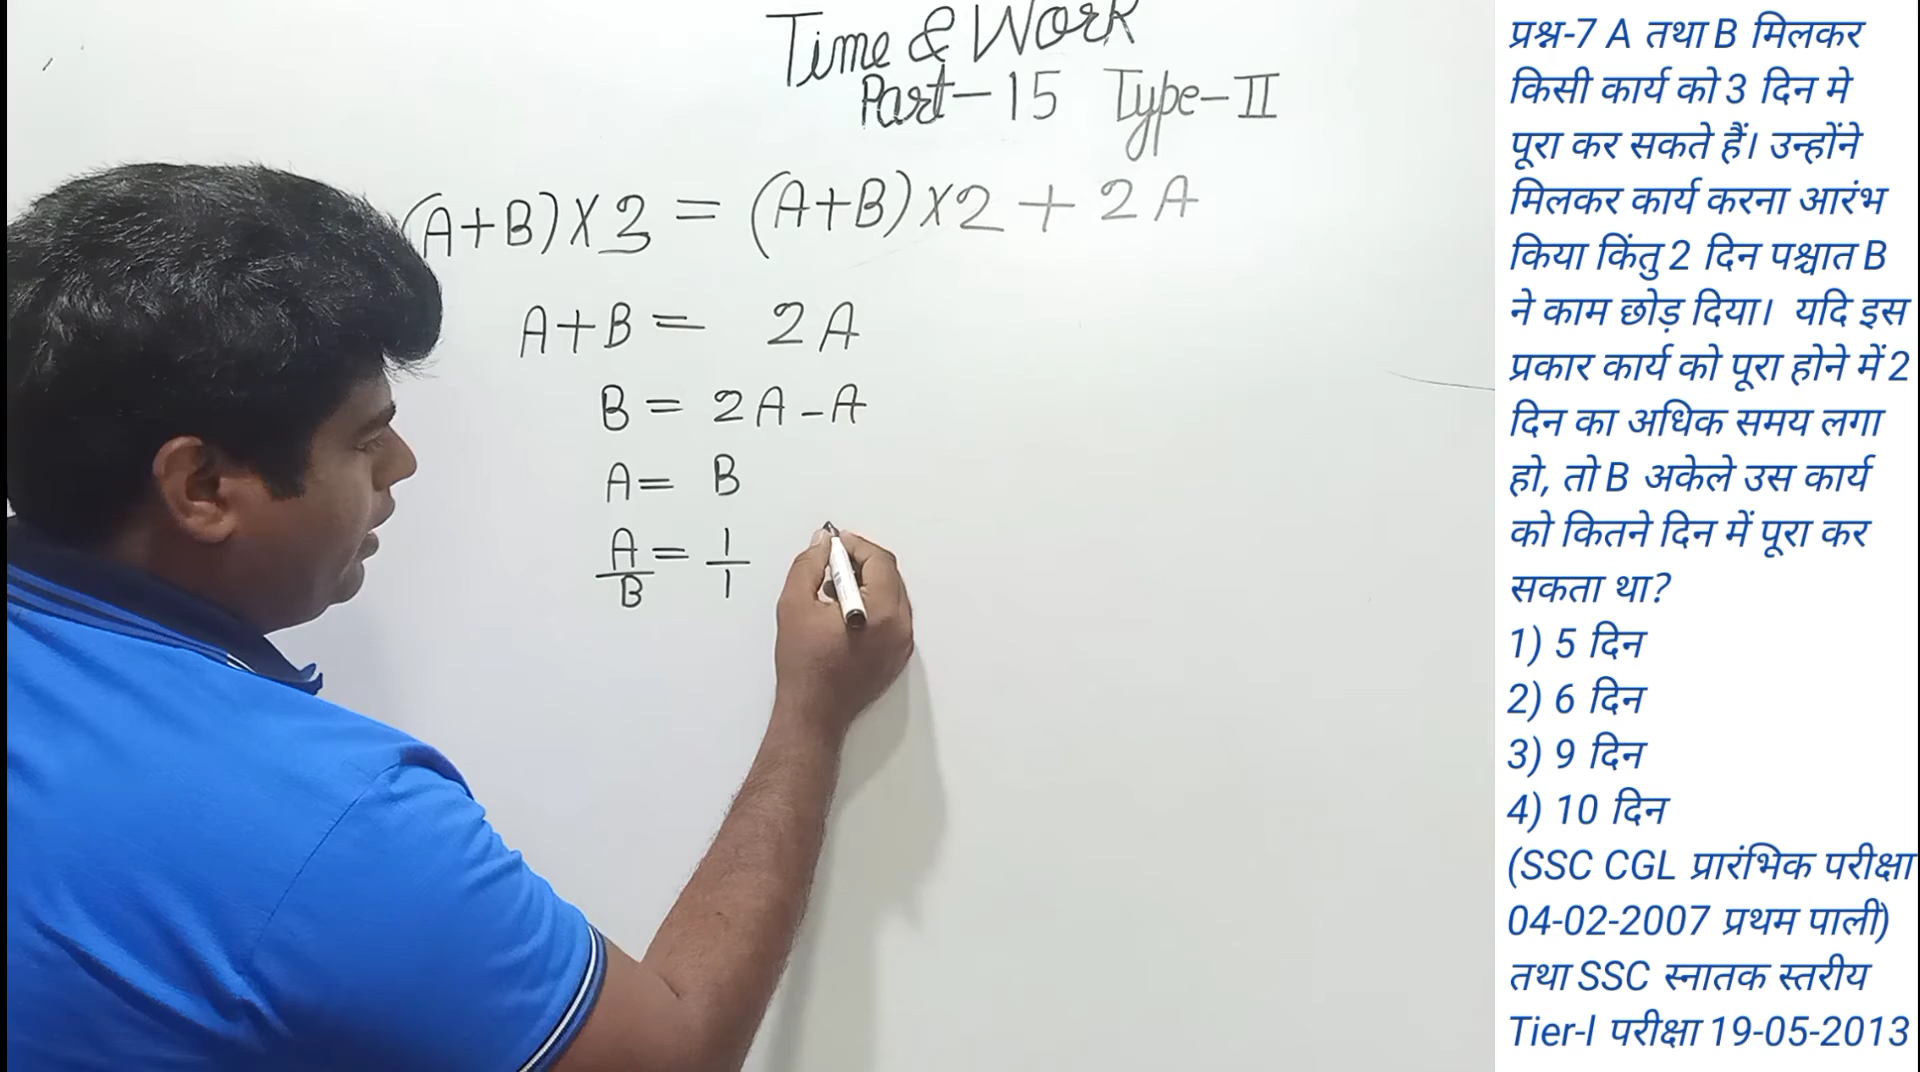 Time & Work
Part-15 Type-II
(A+B)×3 = (A+B)×2 + 2A
A+B = 2A
B = 2A-A
A = B
A/B = 1/1
प्रश्न-7 A तथा B मिलकर
किसी कार्य को 3 दिन मे
पूरा कर सकते हैं। उन्होंने
मिलकर कार्य करना आरंभ
किया किंतु 2 दिन पश्चात B
ने काम छोड़ दिया। यदि इस
प्रकार कार्य को पूरा होने में 2
दिन का अधिक समय लगा
हो, तो B अकेले उस कार्य
को कितने दिन में पूरा कर
सकता था?
1) 5 दिन
2) 6 दिन
3) 9 दिन
4) 10 दिन
(SSC CGL प्रारंभिक परीक्षा
04-02-2007 प्रथम पाली)
तथा SSC स्नातक स्तरीय
Tier-I परीक्षा 19-05-2013